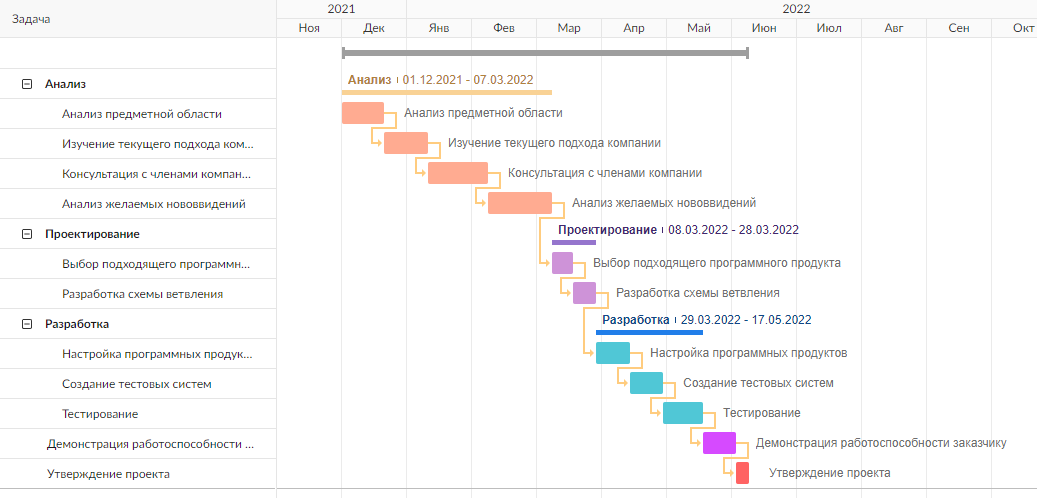 Задача
2021
2022
Ноя Дек Янв Фев Мар Апр Май Июн Июл Авг Сен Окт
Анализ
Анализ 01.12.2021 - 07.03.2022
Анализ предметной области
Анализ предметной области
Изучение текущего подхода ком...
Изучение текущего подхода компании
Консультация с членами компан...
Консультация с членами компании
Анализ желаемых нововвидений
Анализ желаемых нововвидений
Проектирование
Проектирование 08.03.2022 - 28.03.2022
Выбор подходящего программн...
Выбор подходящего программного продукта
Разработка схемы ветвления
Разработка схемы ветвления
Разработка
Разработка 29.03.2022 - 17.05.2022
Настройка программных продук...
Настройка программных продуктов
Создание тестовых систем
Создание тестовых систем
Тестирование
Тестирование
Демонстрация работоспособности ...
Демонстрация работоспособности заказчику
Утверждение проекта
Утверждение проекта